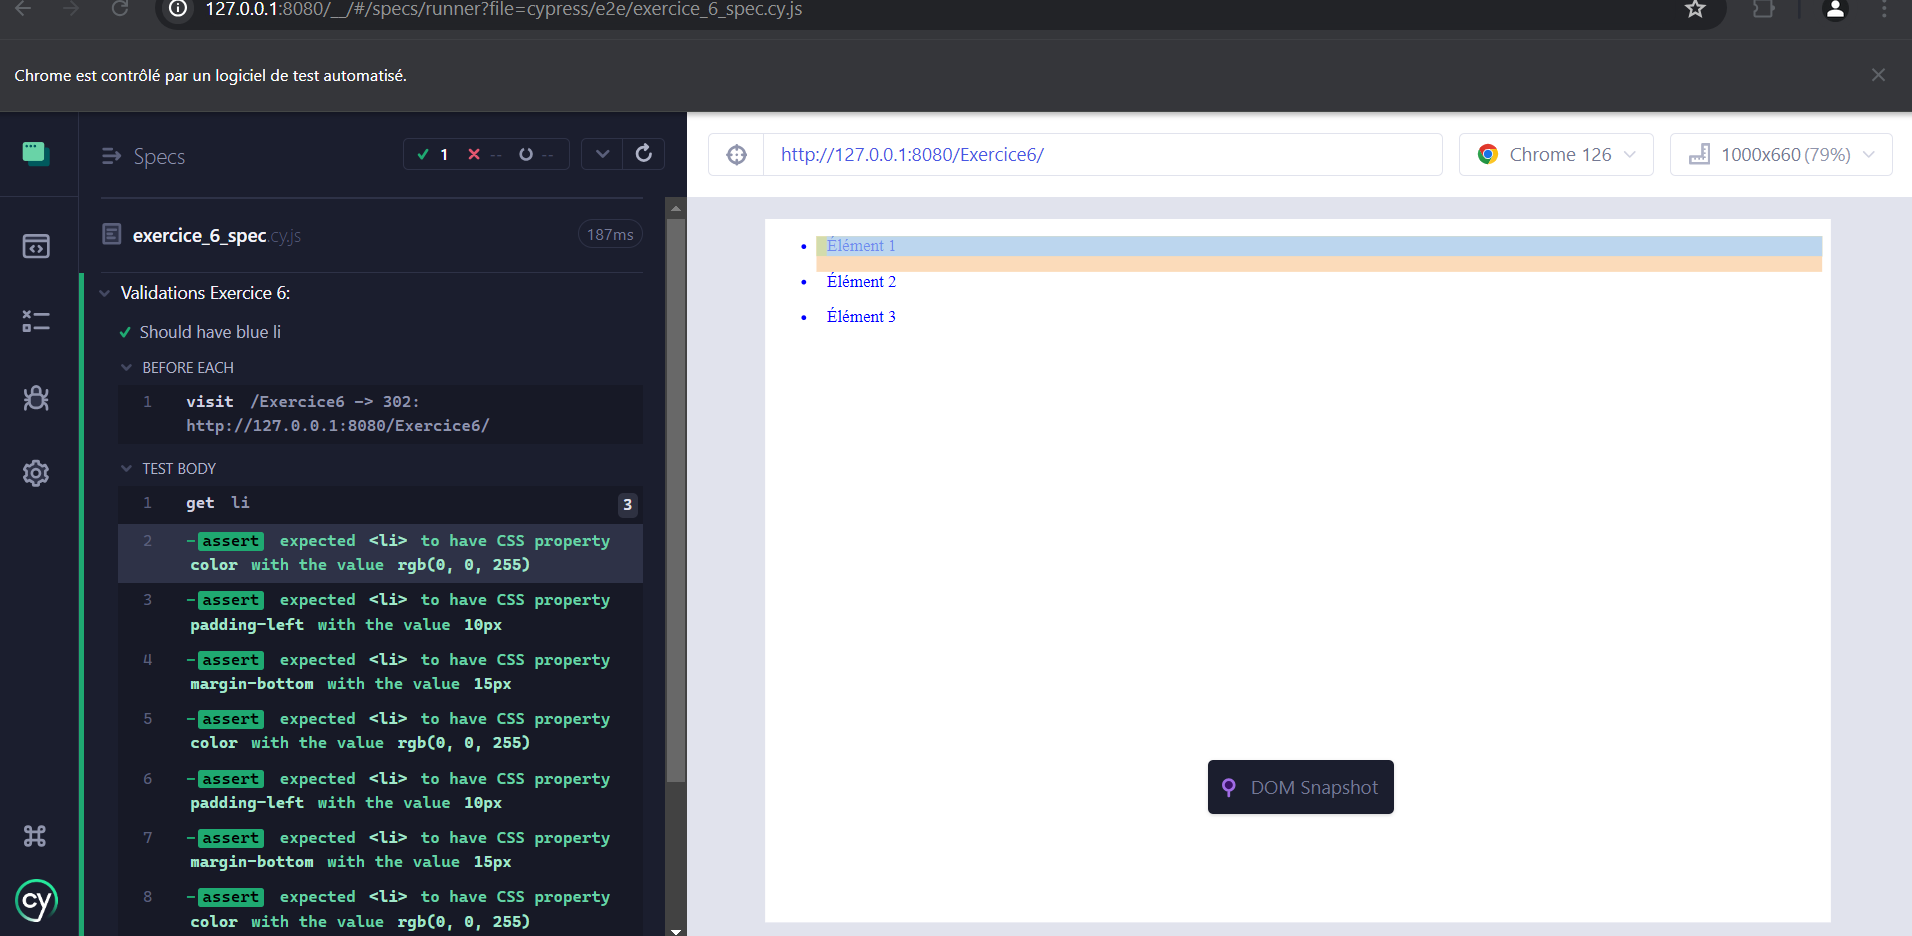 127.0.0.1:8080/__/#/specs/runner?file=cypress/e2e/exercice_6_spec.cy.js
Chrome est contrôlé par un logiciel de test automatisé.
Specs
1 -- --
http://127.0.0.1:8080/Exercice6/
Chrome 126
1000x660 (79%)
exercice_6_spec.cy.js
187ms
Validations Exercice 6:
Should have blue li
BEFORE EACH
1 visit /Exercice6 -> 302:
http://127.0.0.1:8080/Exercice6/
TEST BODY
1 get li 3
2 -assert expected <li> to have CSS property
color with the value rgb(0, 0, 255)
3 -assert expected <li> to have CSS property
padding-left with the value 10px
4 -assert expected <li> to have CSS property
margin-bottom with the value 15px
5 -assert expected <li> to have CSS property
color with the value rgb(0, 0, 255)
6 -assert expected <li> to have CSS property
padding-left with the value 10px
7 -assert expected <li> to have CSS property
margin-bottom with the value 15px
8 -assert expected <li> to have CSS property
color with the value rgb(0, 0, 255)
cy
• Élément 1
• Élément 2
• Élément 3
DOM Snapshot